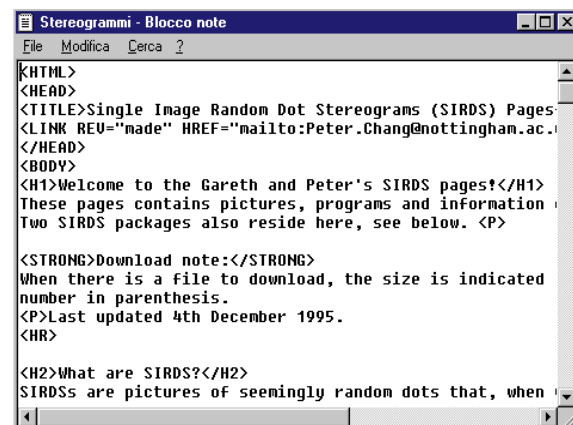 Stereogrammi - Blocco note
File Modifica Cerca ?
<HTML>
<HEAD>
<TITLE>Single Image Random Dot Stereograms (SIRDS) Pages
<LINK REV="made" HREF="mailto:Peter.Chang@nottingham.ac.
</HEAD>
<BODY>
<H1>Welcome to the Gareth and Peter's SIRDS pages!</H1>
These pages contains pictures, programs and information
Two SIRDS packages also reside here, see below. <P>
<STRONG>Download note:</STRONG>
When there is a file to download, the size is indicated
number in parenthesis.
<P>Last updated 4th December 1995.
<HR>
<H2>What are SIRDS?</H2>
SIRDSs are pictures of seemingly random dots that, when